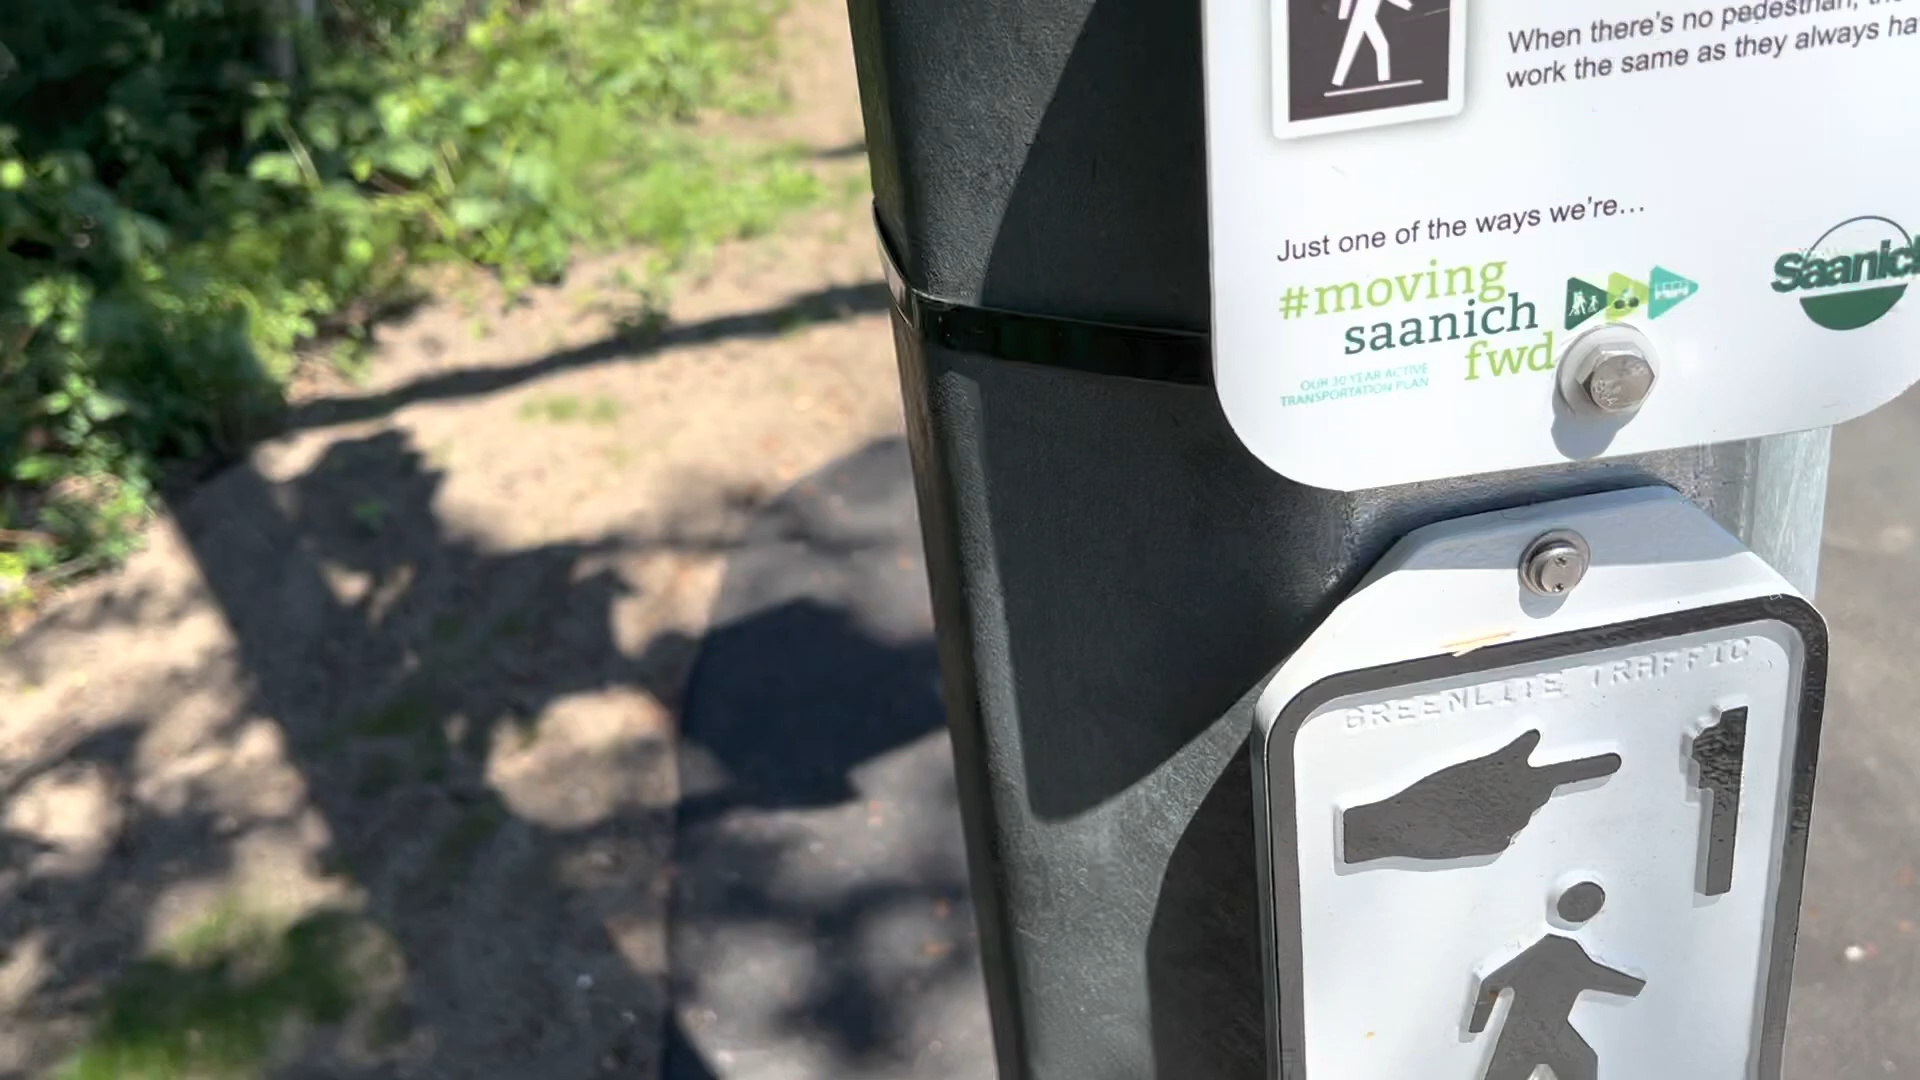 When there's no pedestrian,
work the same as they always ha
Just one of the ways we're...
#moving
saanich
fwd
OUR 30 YEAR ACTIVE
TRANSPORTATION PLAN
Saanich
GREENLITE TRAFFIC